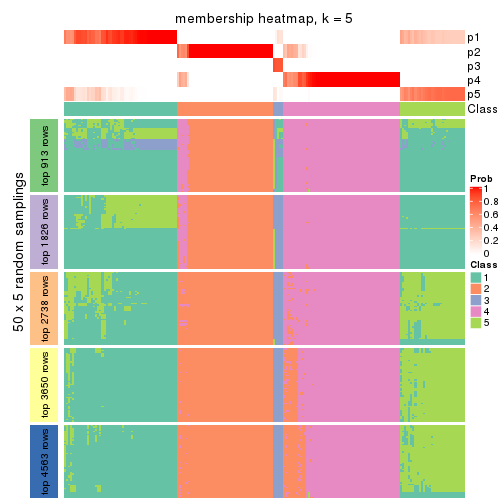 membership heatmap, k = 5
p1
p2
p3
p4
p5
Class
50 x 5 random samplings
top 913 rows
top 1826 rows
top 2739 rows
top 3650 rows
top 4563 rows
Prob
1
0.8
0.6
0.4
0.2
0
Class
1
2
3
4
5